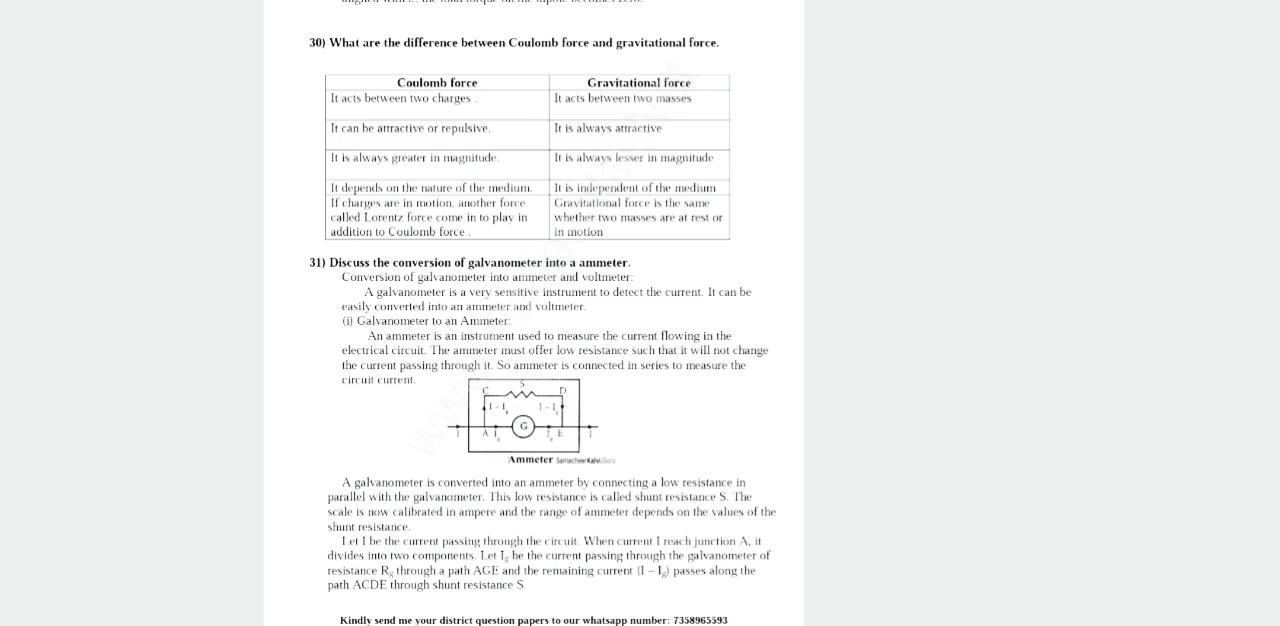 30) What are the difference between Coulomb force and gravitational force.
Coulomb force
Gravitational force
It acts between two charges .
It acts between two masses
It can be attractive or repulsive.
It is always attractive
It is always greater in magnitude.
It is always lesser in magnitude
It depends on the nature of the medium.
It is independent of the medium
If charges are in motion, another force
called Lorentz force come in to play in
addition to Coulomb force .
Gravitational force is the same
whether two masses are at rest or
in motion
31) Discuss the conversion of galvanometer into a ammeter.
Conversion of galvanometer into ammeter and voltmeter:
A galvanometer is a very sensitive instrument to detect the current. It can be
easily converted into an ammeter and voltmeter.
(i) Galvanometer to an Ammeter:
An ammeter is an instrument used to measure the current flowing in the
electrical circuit. The ammeter must offer low resistance such that it will not change
the current passing through it. So ammeter is connected in series to measure the
circuit current.
S
C D
I - Ig I - Ig
G
I A Ig Ig E I
Ammeter SamacheerKalvi.Guru
A galvanometer is converted into an ammeter by connecting a low resistance in
parallel with the galvanometer. This low resistance is called shunt resistance S. The
scale is now calibrated in ampere and the range of ammeter depends on the values of the
shunt resistance.
Let I be the current passing through the circuit. When current I reach junction A, it
divides into two components. Let Ig be the current passing through the galvanometer of
resistance Rg through a path AGE and the remaining current (I – Ig) passes along the
path ACDE through shunt resistance S.
Kindly send me your district question papers to our whatsapp number: 7358965593